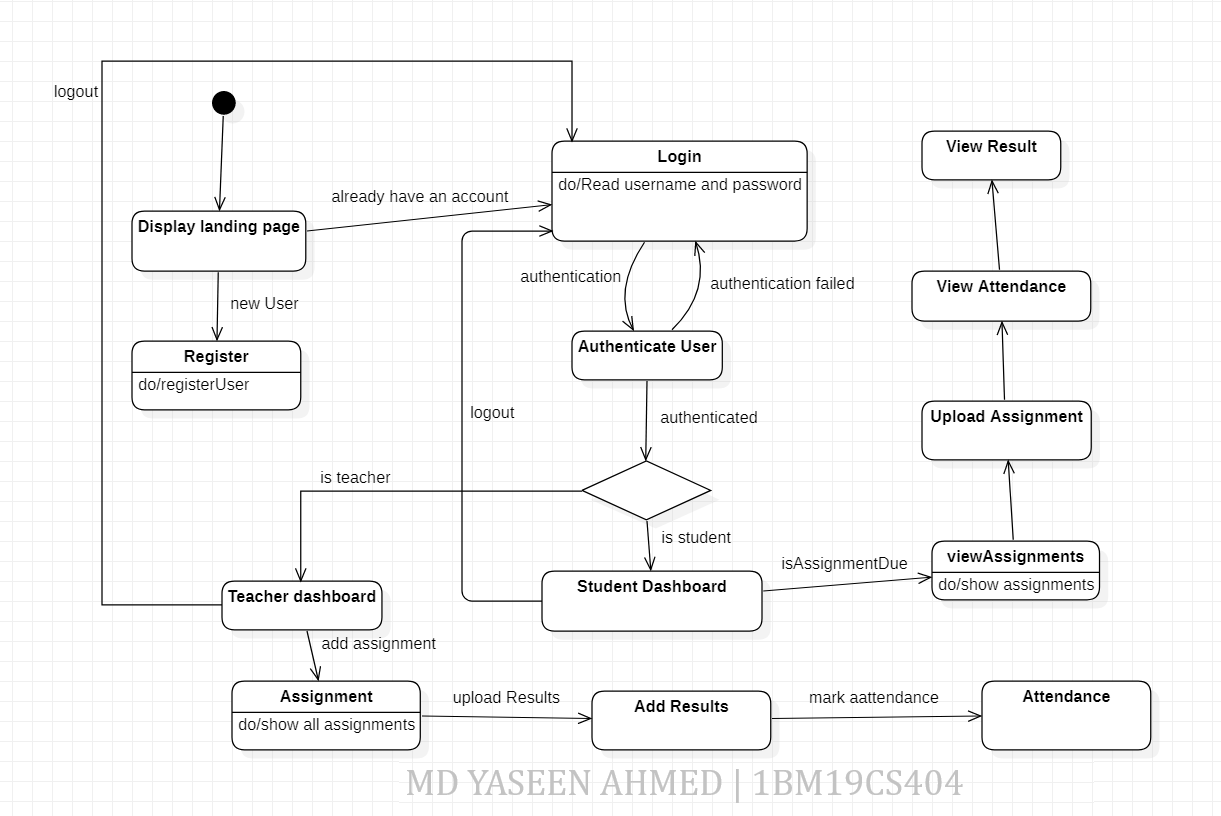 logout
Login
View Result
do/Read username and password
already have an account
Display landing page
authentication
authentication failed
View Attendance
new User
Register
Authenticate User
do/registerUser
logout
authenticated
Upload Assignment
is teacher
is student
isAssignmentDue
viewAssignments
do/show assignments
Teacher dashboard
Student Dashboard
add assignment
Assignment
do/show all assignments
upload Results
Add Results
mark aattendance
Attendance
MD YASEEN AHMED | 1BM19CS404